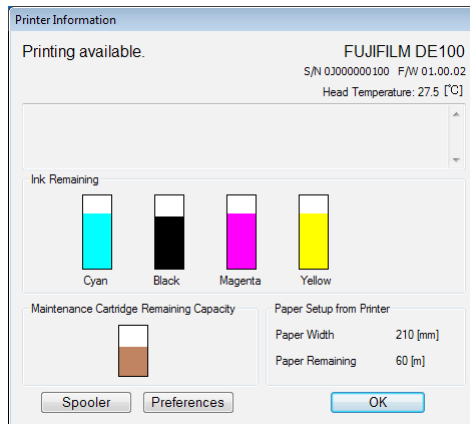 Printer Information
Printing available.
FUJIFILM DE100
S/N 0J000000100 F/W 01.00.02
Head Temperature: 27.5 [℃]
Ink Remaining
Cyan Black Magenta Yellow
Maintenance Cartridge Remaining Capacity
Paper Setup from Printer
Paper Width 210 [mm]
Paper Remaining 60 [m]
Spooler Preferences OK